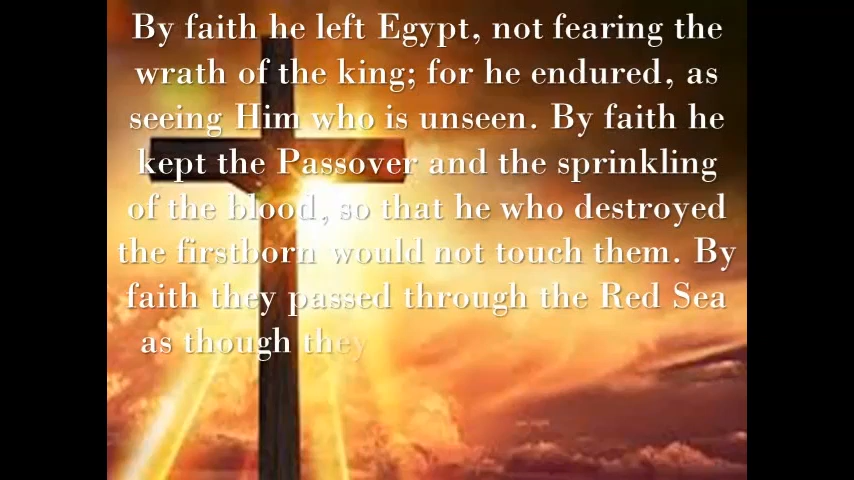 By faith he left Egypt, not fearing the
wrath of the king; for he endured, as
seeing Him who is unseen. By faith he
kept the Passover and the sprinkling
of the blood, so that he who destroyed
the firstborn would not touch them. By
faith they passed through the Red Sea
as though they